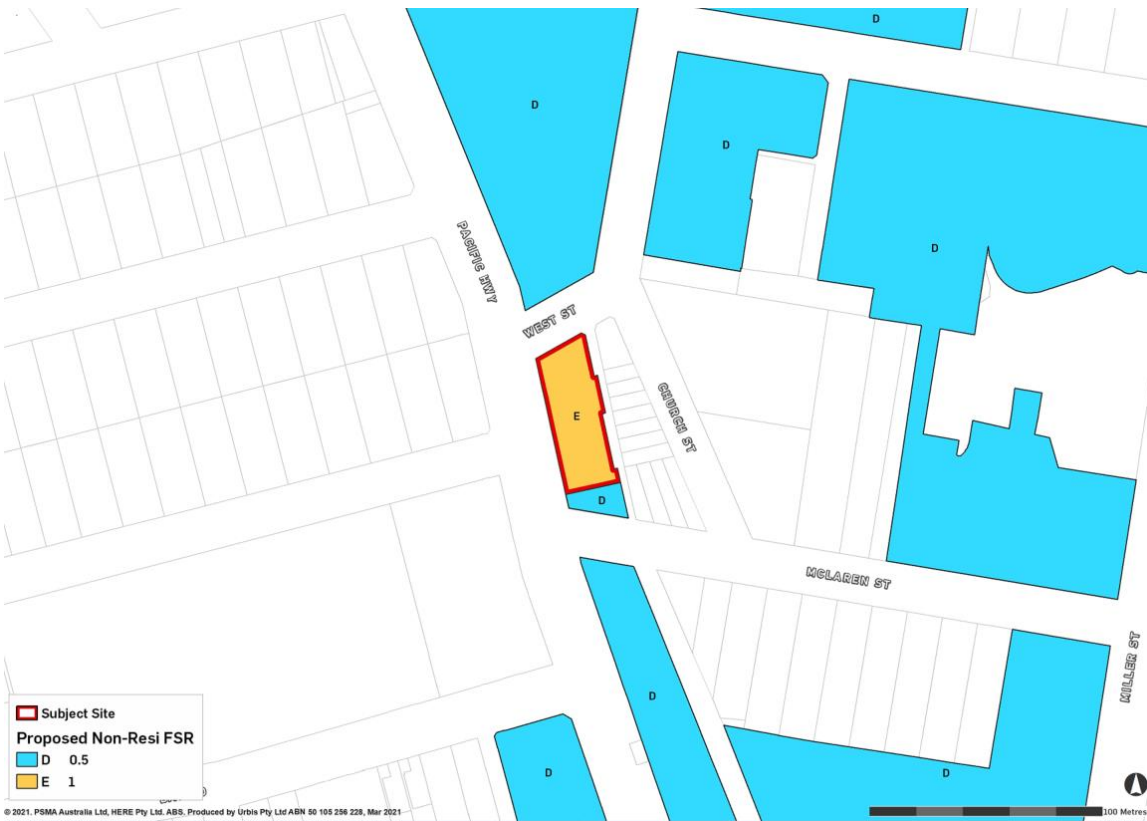 D
D
D
D
PACIFIC HWY
WEST ST
E
CHURCH ST
D
MCLAREN ST
MILLER ST
D
D
D
Subject Site
Proposed Non-Resi FSR
D 0.5
E 1
© 2021. PSMA Australia Ltd, HERE Pty Ltd. ABS. Produced by Urbis Pty Ltd ABN 50 105 256 228, Mar 2021
100 Metres